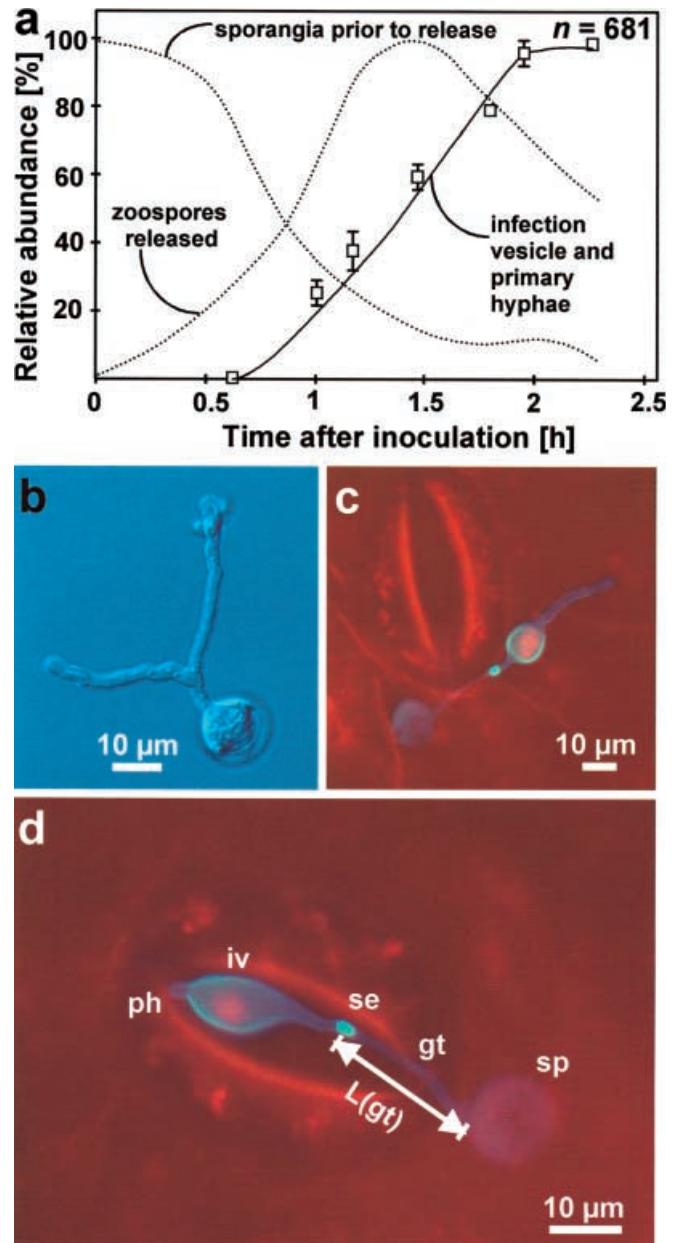 a
n = 681
sporangia prior to release
zoospores
released
infection
vesicle and
primary
hyphae
Relative abundance [%]
100
80
60
40
20
0
0.5
1
1.5
2
2.5
Time after inoculation [h]
b
10 µm
c
10 µm
d
iv
ph
se
gt
sp
L(gt)
10 µm